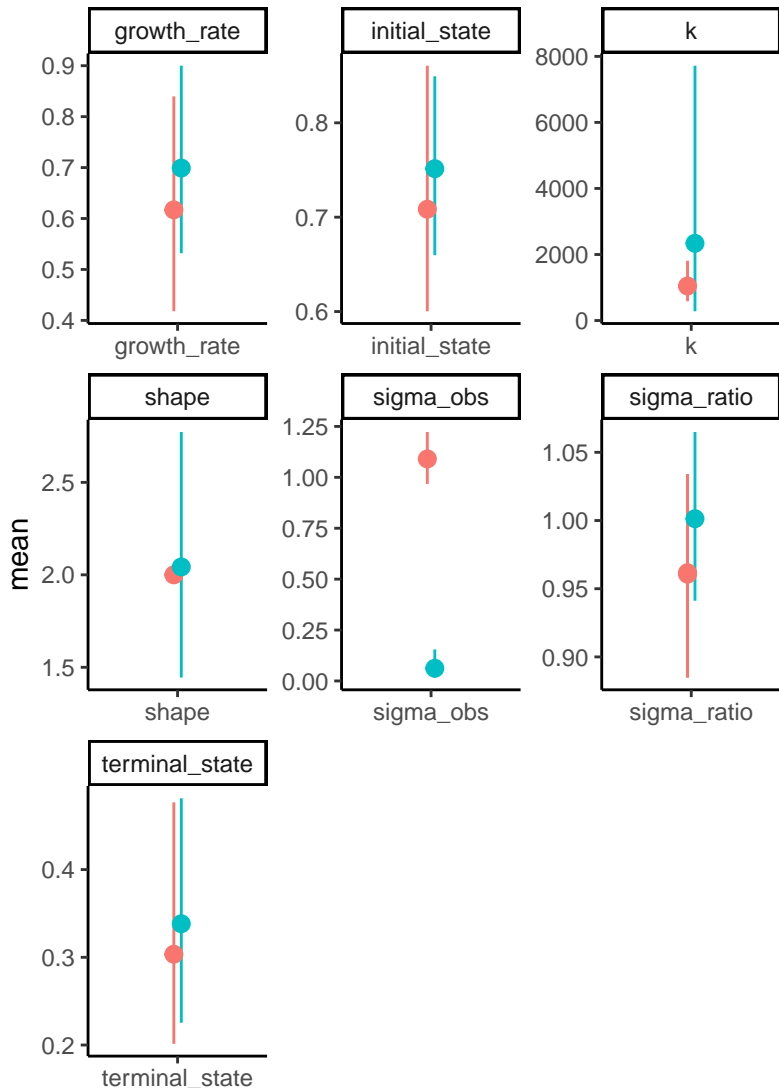 growth_rate
initial_state
k
0.9
0.8
0.7
0.6
0.5
0.4
0.8
0.7
0.6
8000
6000
4000
2000
0
growth_rate
initial_state
k
shape
sigma_obs
sigma_ratio
mean
2.5
2.0
1.5
1.25
1.00
0.75
0.50
0.25
0.00
1.05
1.00
0.95
0.90
shape
sigma_obs
sigma_ratio
terminal_state
0.4
0.3
0.2
terminal_state